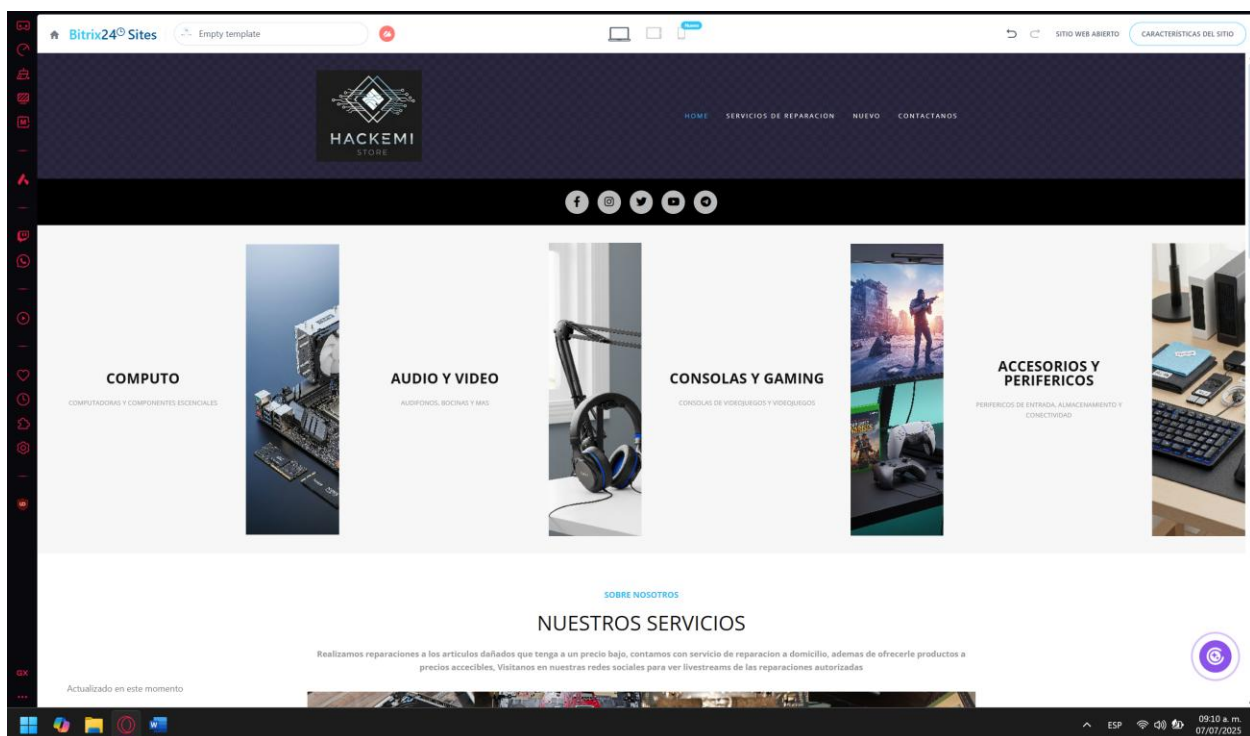 Bitrix24 Sites
Empty template
Nuevo
SITIO WEB ABIERTO
CARACTERÍSTICAS DEL SITIO
HACKEMI
STORE
HOME
SERVICIOS DE REPARACION
NUEVO
CONTACTANOS
COMPUTO
COMPUTADORAS Y COMPONENTES ESCENCIALES
AUDIO Y VIDEO
AUDIFONOS, BOCINAS Y MAS
CONSOLAS Y GAMING
CONSOLAS DE VIDEOJUEGOS Y VIDEOJUEGOS
ACCESORIOS Y
PERIFERICOS
PERIFERICOS DE ENTRADA, ALMACENAMIENTO Y
CONECTIVIDAD
SOBRE NOSOTROS
NUESTROS SERVICIOS
Realizamos reparaciones a los articulos dañados que tenga a un precio bajo, contamos con servicio de reparacion a domicilio, ademas de ofrecerle productos a
precios accecibles, Visitanos en nuestras redes sociales para ver livestreams de las reparaciones autorizadas
Actualizado en este momento
GX
ESP
09:10 a. m.
07/07/2025